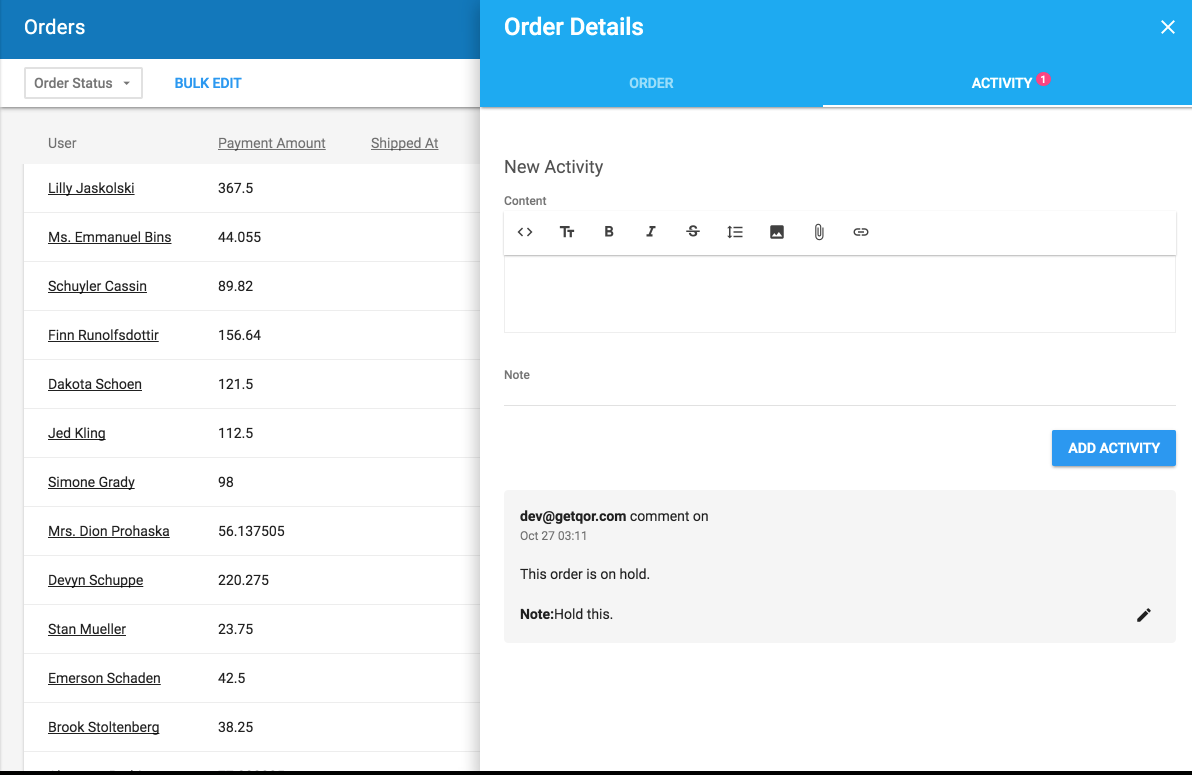 Orders
Order Status
BULK EDIT
User Payment Amount Shipped At
Lilly Jaskolski 367.5
Ms. Emmanuel Bins 44.055
Schuyler Cassin 89.82
Finn Runolfsdottir 156.64
Dakota Schoen 121.5
Jed Kling 112.5
Simone Grady 98
Mrs. Dion Prohaska 56.137505
Devyn Schuppe 220.275
Stan Mueller 23.75
Emerson Schaden 42.5
Brook Stoltenberg 38.25
Order Details
ORDER
ACTIVITY 1
New Activity
Content
Note
ADD ACTIVITY
dev@getqor.com comment on
Oct 27 03:11
This order is on hold.
Note:Hold this.